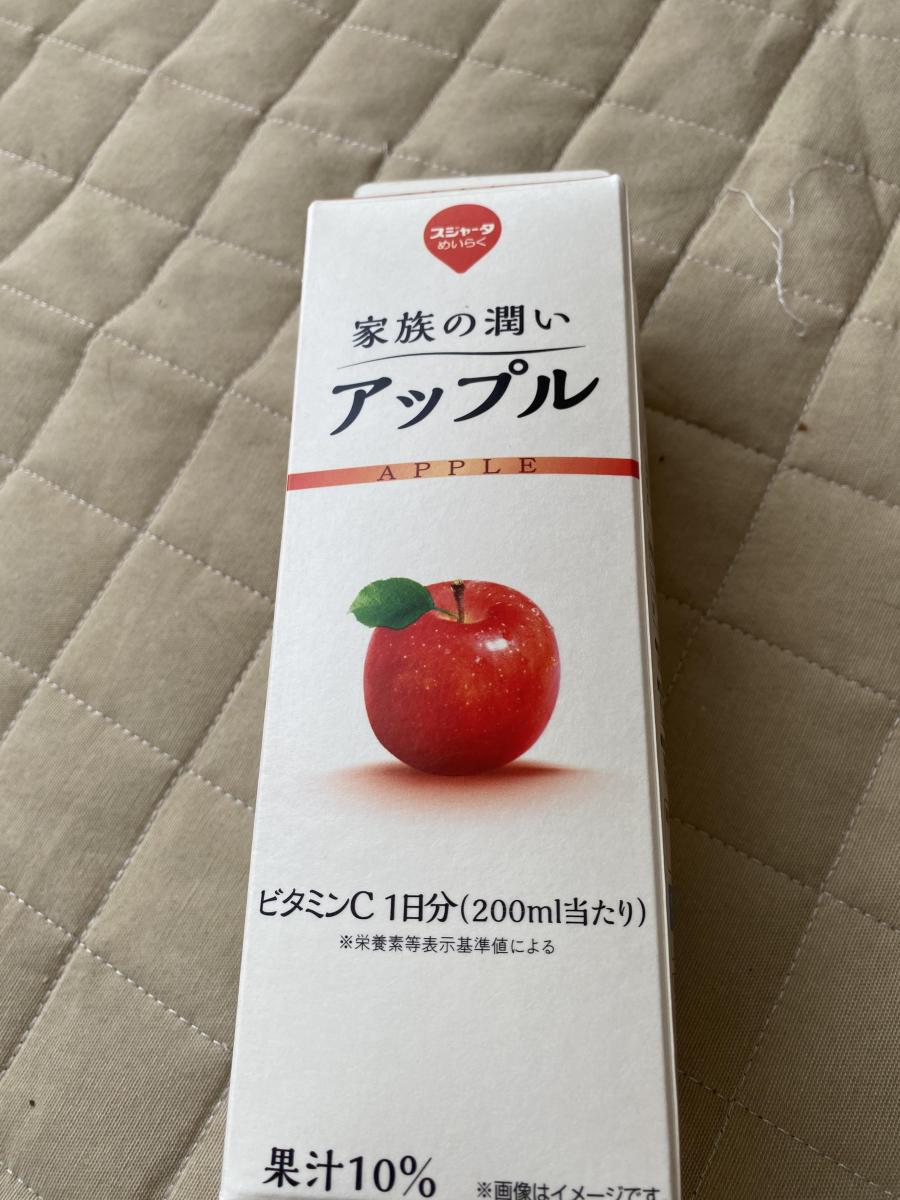 スジャータ
めいらく
家族の潤い
アップル
APPLE
ビタミンC 1日分(200ml当たり)
※栄養素等表示基準値による
果汁10%
※画像はイメージです